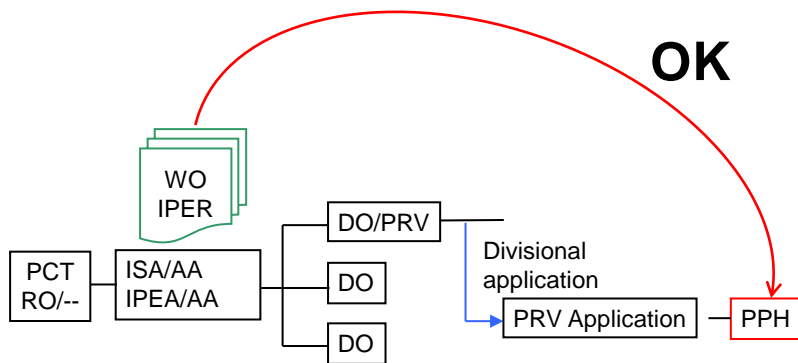 OK
WO
IPER
DO/PRV
Divisional
application
PCT
RO/--
ISA/AA
IPEA/AA
DO
PRV Application
PPH
DO